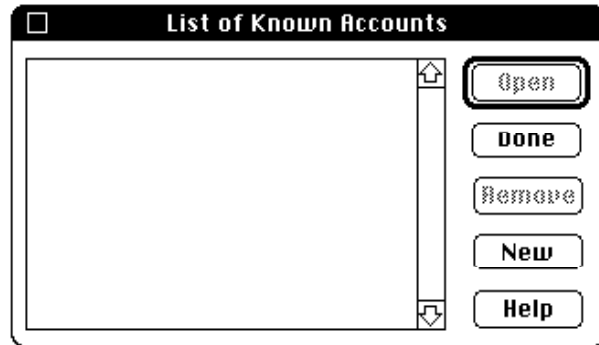 List of Known Accounts
Open
Done
Remove
New
Help